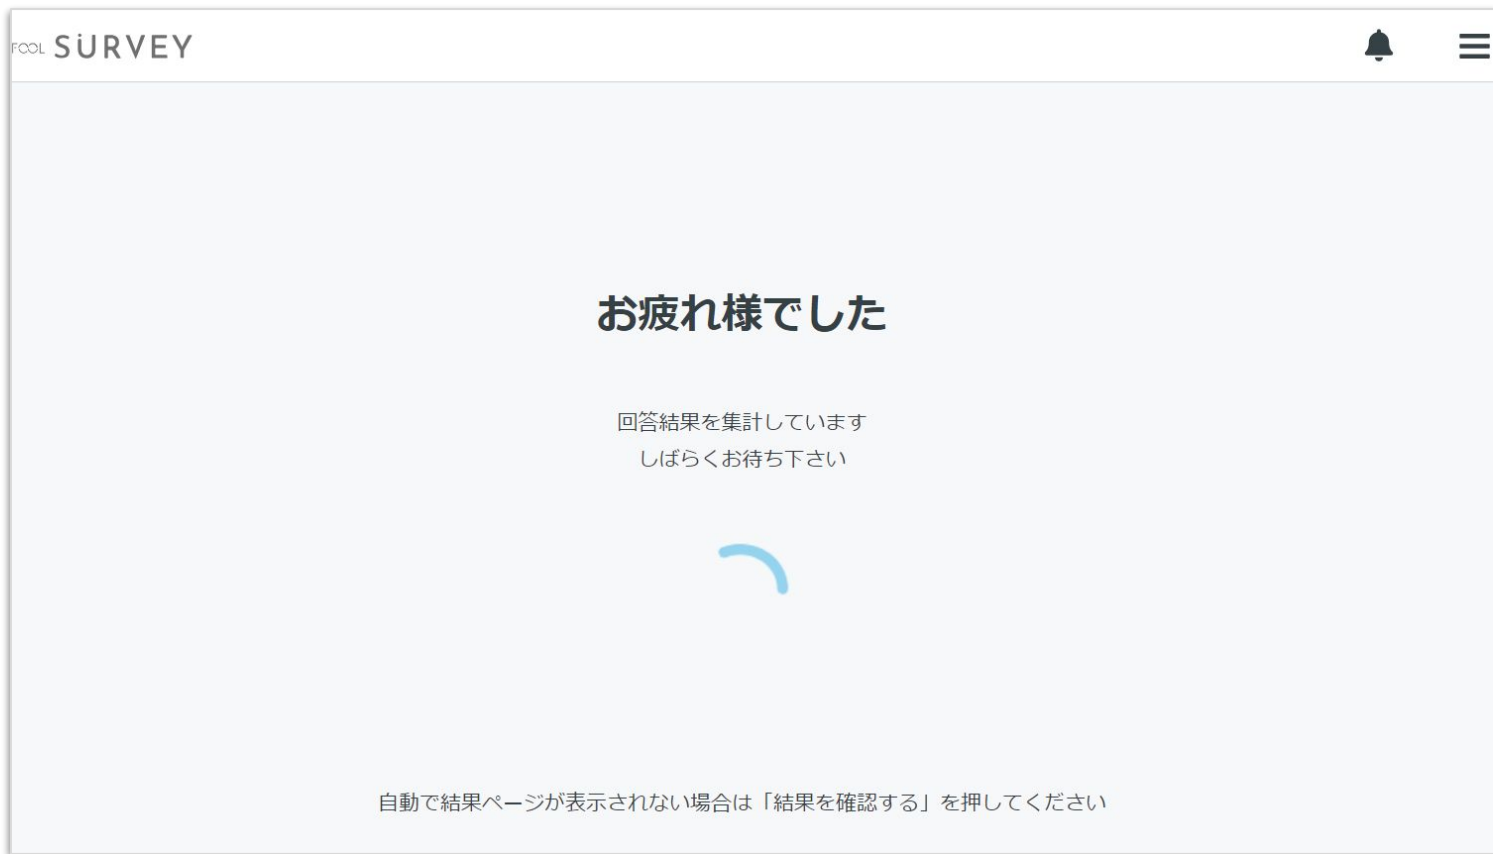 FOOL SURVEY
お疲れ様でした
回答結果を集計しています
しばらくお待ち下さい
自動で結果ページが表示されない場合は「結果を確認する」を押してください